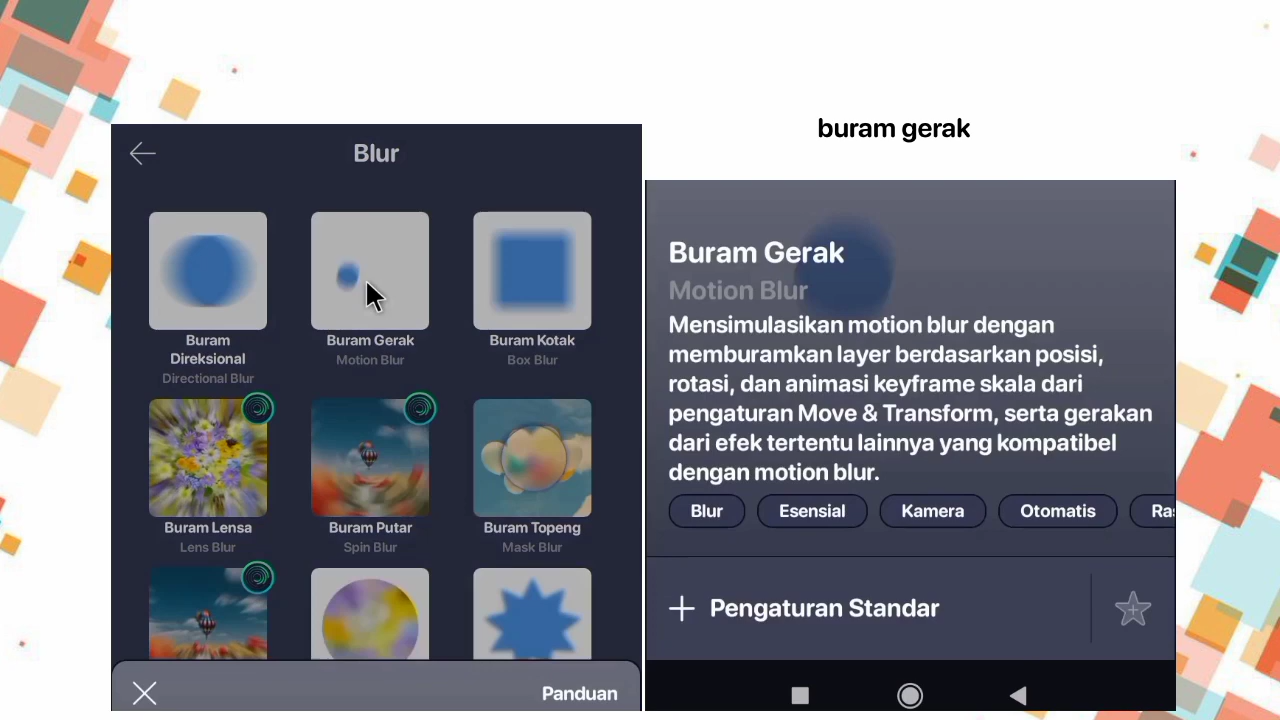 buram gerak
Blur
Buram
Direksional
Directional Blur
Buram Gerak
Motion Blur
Buram Kotak
Box Blur
Buram Lensa
Lens Blur
Buram Putar
Spin Blur
Buram Topeng
Mask Blur
Panduan
Buram Gerak
Motion Blur
Mensimulasikan motion blur dengan
memburamkan layer berdasarkan posisi,
rotasi, dan animasi keyframe skala dari
pengaturan Move & Transform, serta gerakan
dari efek tertentu lainnya yang kompatibel
dengan motion blur.
Blur Esensial Kamera Otomatis
Pengaturan Standar